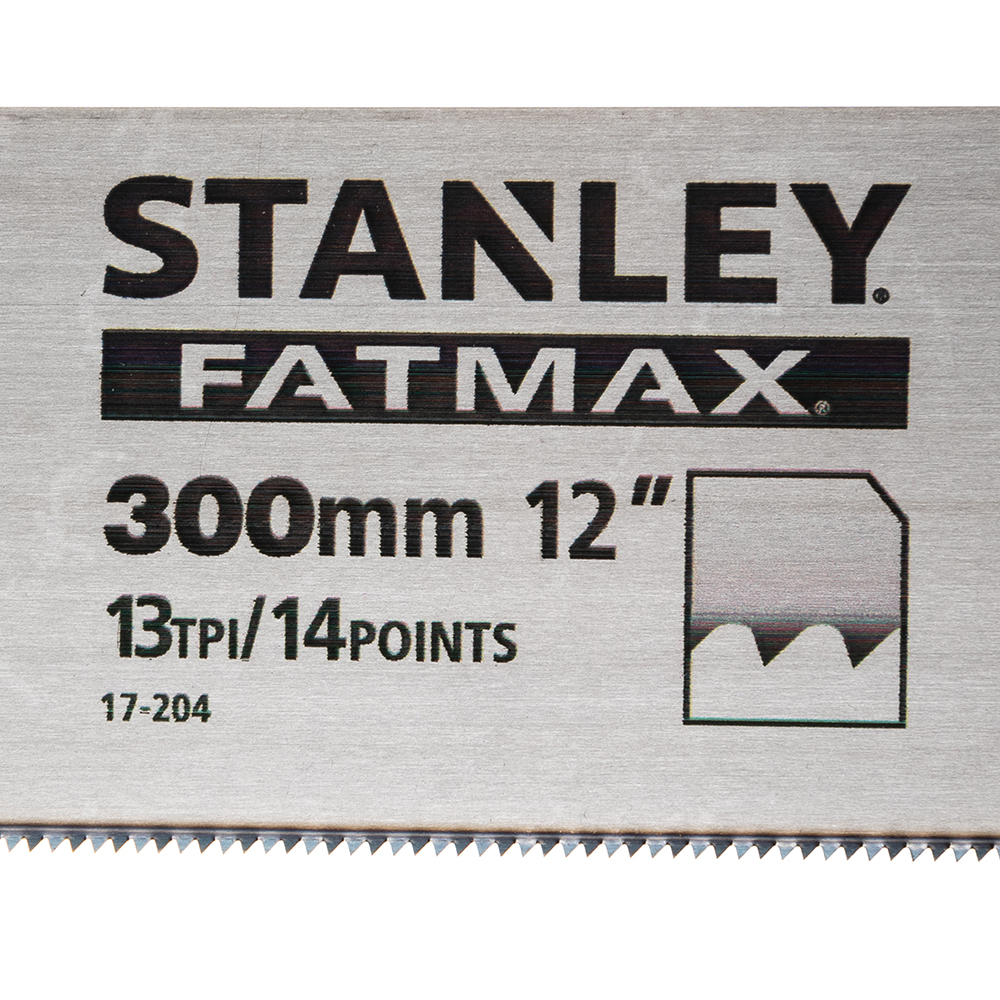 STANLEY®
FATMAX®
300mm 12"
13TPI/14POINTS
17-204